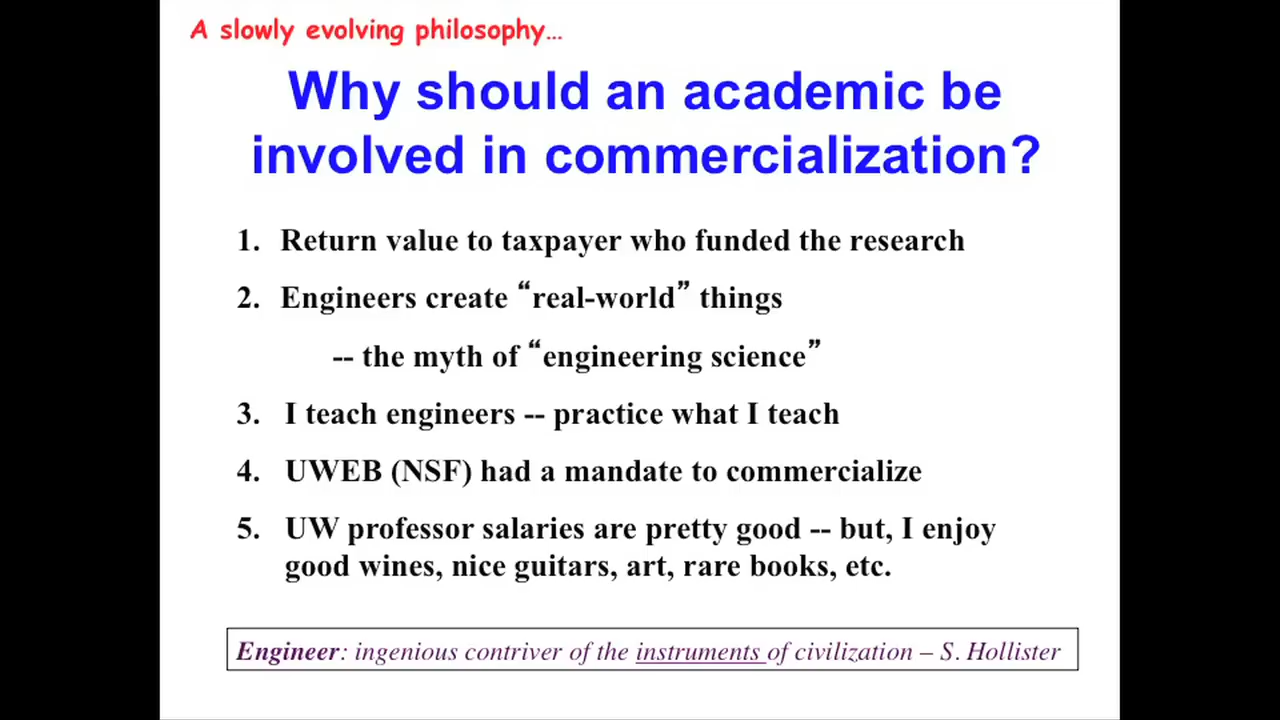 A slowly evolving philosophy…
Why should an academic be
involved in commercialization?
1. Return value to taxpayer who funded the research
2. Engineers create “real-world” things
-- the myth of “engineering science”
3. I teach engineers -- practice what I teach
4. UWEB (NSF) had a mandate to commercialize
5. UW professor salaries are pretty good -- but, I enjoy
good wines, nice guitars, art, rare books, etc.
Engineer: ingenious contriver of the instruments of civilization – S. Hollister